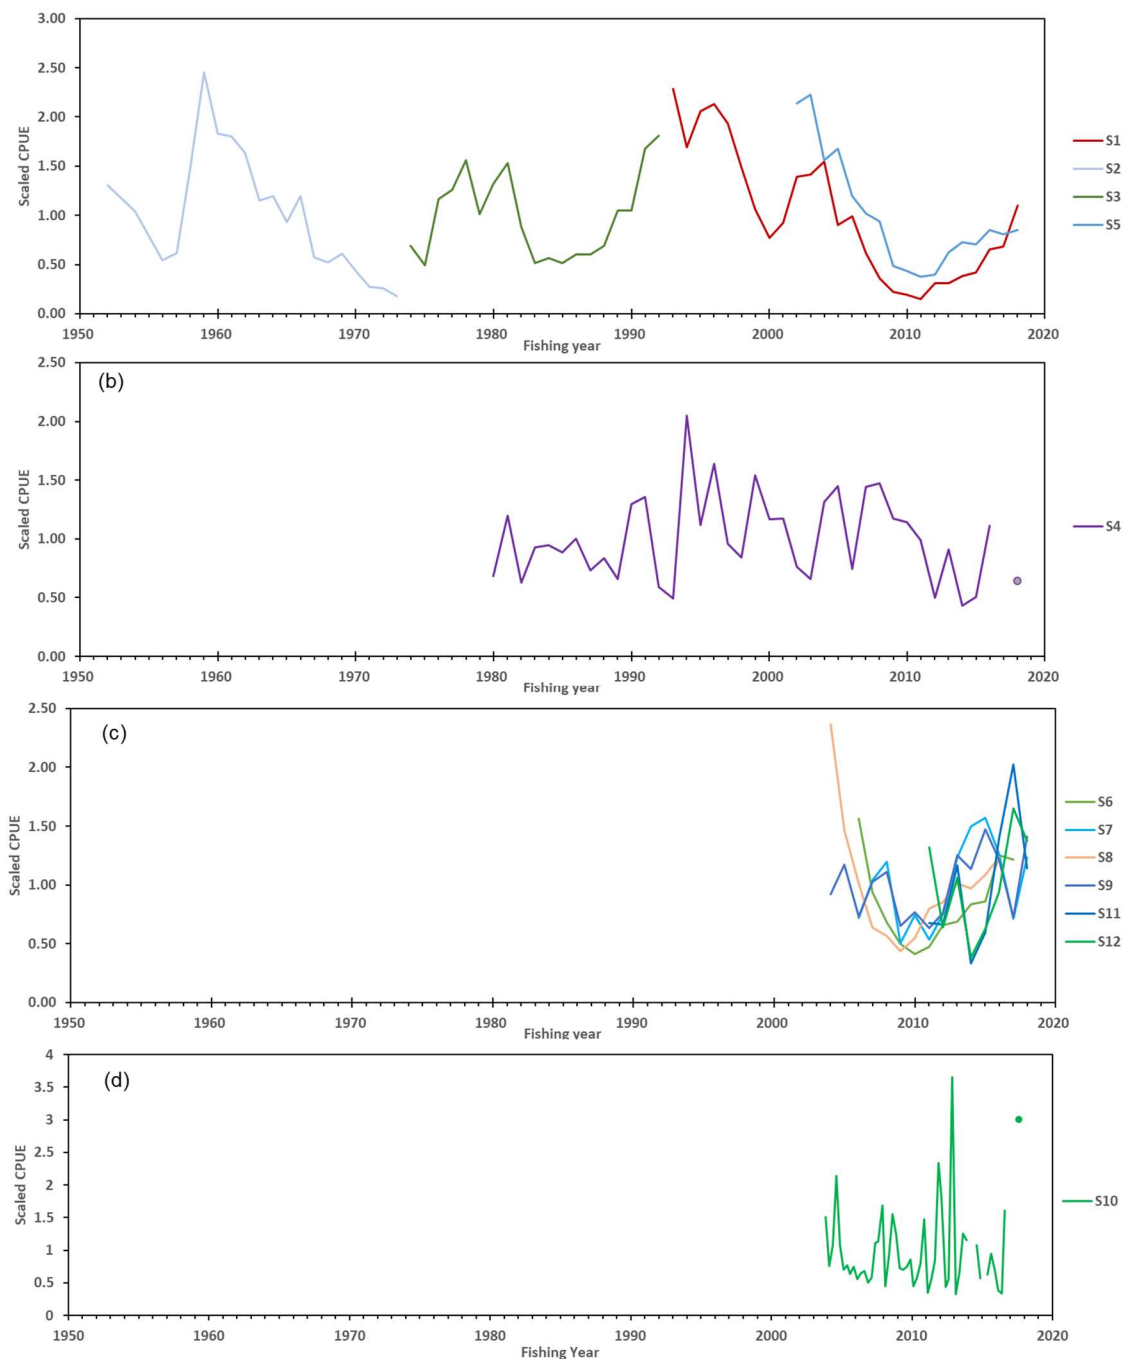 3.00
2.50
2.00
1.50
1.00
0.50
0.00
Scaled CPUE
1950 1960 1970 1980 1990 2000 2010 2020
Fishing year
S1
S2
S3
S5
(b)
2.50
2.00
1.50
1.00
0.50
0.00
Scaled CPUE
1950 1960 1970 1980 1990 2000 2010 2020
Fishing year
S4
(c)
2.50
2.00
1.50
1.00
0.50
0.00
Scaled CPUE
1950 1960 1970 1980 1990 2000 2010 2020
Fishing year
S6
S7
S8
S9
S11
S12
(d)
4
3.5
3
2.5
2
1.5
1
0.5
0
Scaled CPUE
1950 1960 1970 1980 1990 2000 2010 2020
Fishing Year
S10